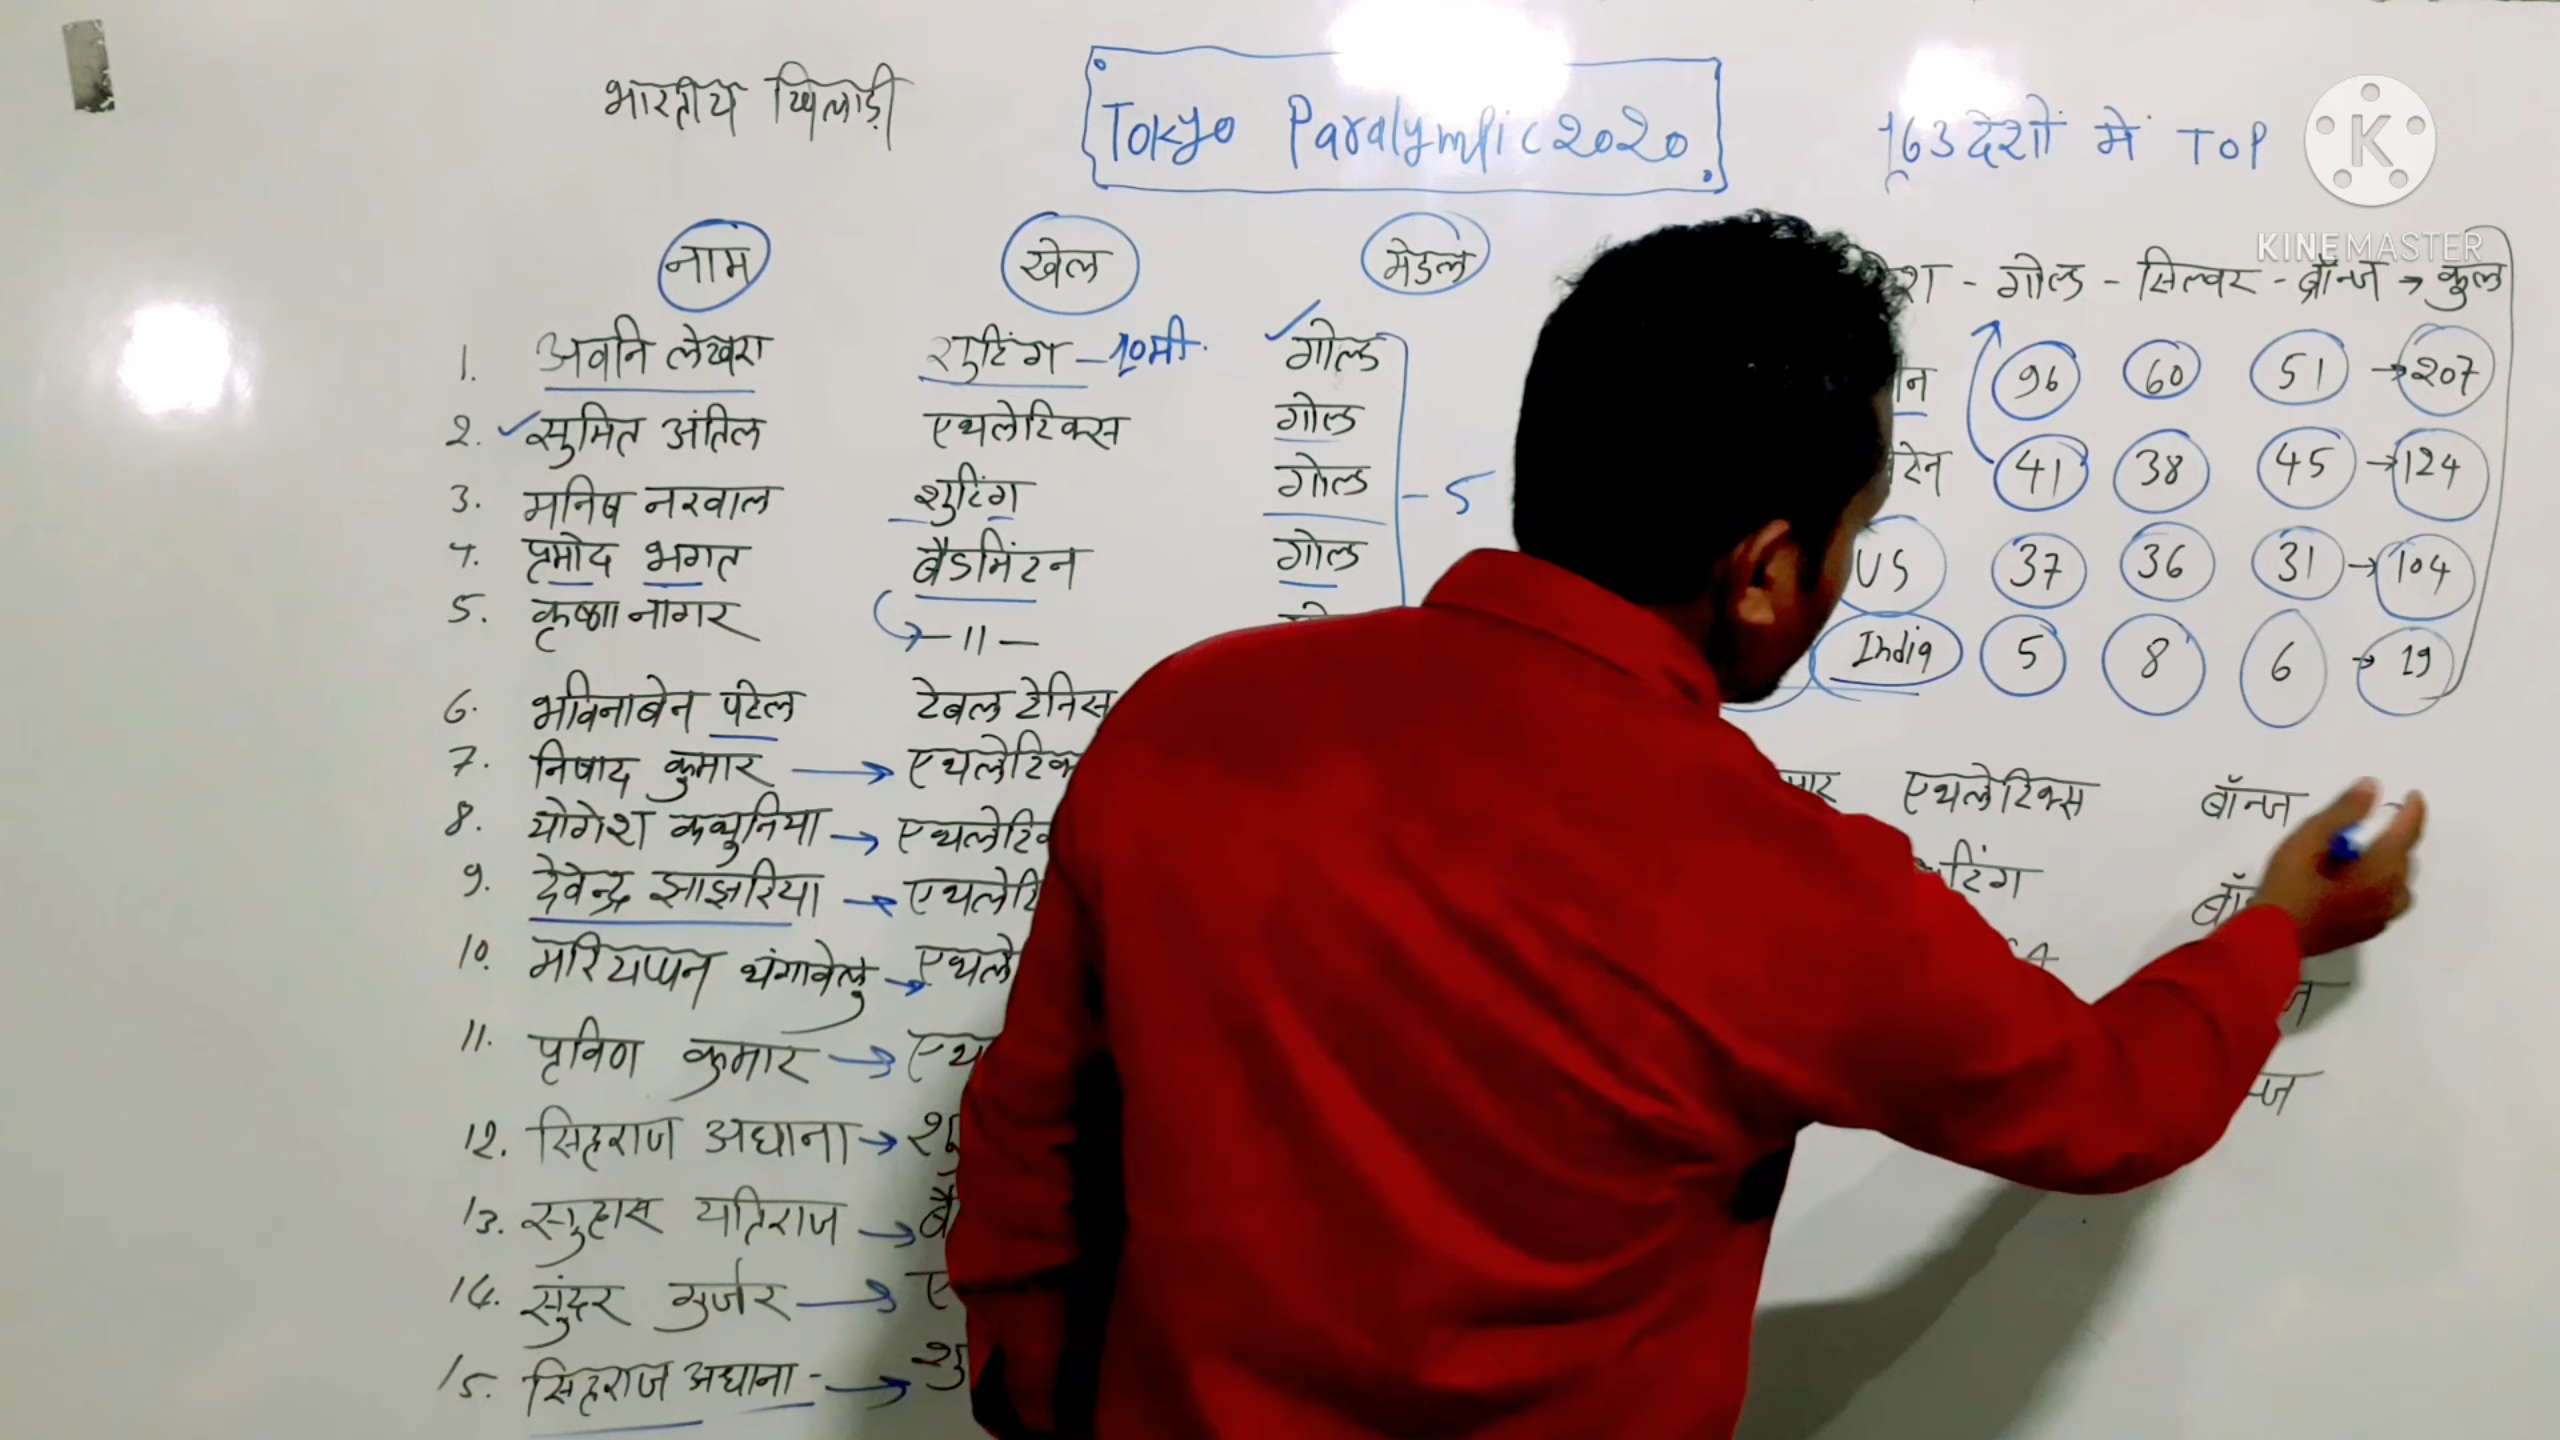 भारतीय खिलाड़ी
Tokyo Paralympic 2020
163 देशों में TOP
KINEMASTER
नाम खेल मेडल
1. अवनि लेखरा शुटिंग - 10मी. गोल्ड
2. सुमित अंतिल एथलेटिक्स गोल्ड
3. मनिष नरवाल शुटिंग गोल्ड
4. प्रमोद भगत बैडमिंटन गोल्ड
- 5
5. कृष्णा नागर —11—
6. भविनाबेन पटेल टेबल टेनिस
7. निषाद कुमार → एथलेटिक
8. योगेश कथुनिया → एथलेटिक
9. देवेन्द्र झाझरिया → एथलेटि
10. मरियप्पन थंगावेलु → एथले
11. प्रविण कुमार → एथ
12. सिहराज अधाना → शु
13. सुहास यतिराज → बै
14. सुंदर गुर्जर → ए
15. सिहराज अधाना - → शु
श - गोल्ड - सिल्वर - ब्रॉन्ज → कुल
न 96 60 51 → 207
टेन 41 38 45 → 124
US 37 36 31 → 104
India 5 8 6 → 19
मार एथलेटिक्स बॉन्ज
टिंग बॉ
ज
न्ज